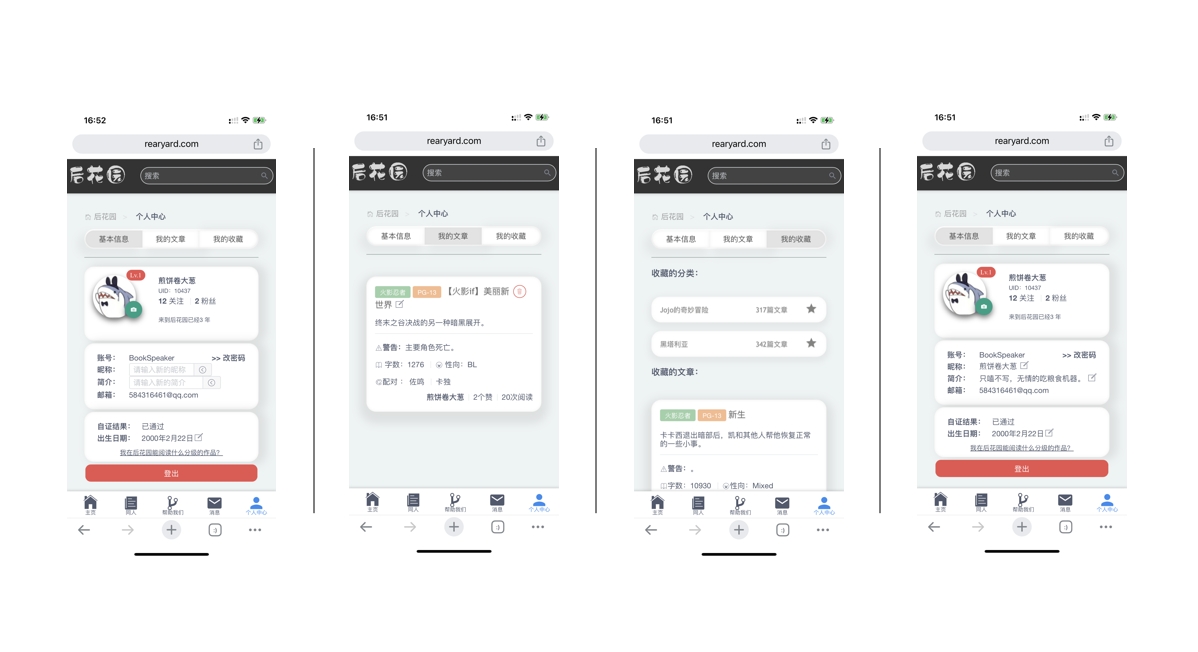 16:52
rearyard.com
后花园
搜索
后花园 个人中心
基本信息 我的文章 我的收藏
Lv.1
煎饼卷大葱
UID：10437
12 关注 2 粉丝
来到后花园已经3 年
账号： BookSpeaker >> 改密码
昵称： 请输入新的昵称
简介： 请输入新的简介
邮箱： 584316461@qq.com
自证结果： 已通过
出生日期： 2000年2月22日
我在后花园能阅读什么分级的作品？
登出
主页 同人 帮助我们 消息 个人中心
16:51
rearyard.com
后花园
搜索
后花园 个人中心
基本信息 我的文章 我的收藏
火影忍者 PG-13 【火影if】美丽新
世界
终末之谷决战的另一种暗黑展开。
警告：主要角色死亡。
字数：1276 性向：BL
配对： 佐鸣 卡独
煎饼卷大葱 2个赞 20次阅读
主页 同人 帮助我们 消息 个人中心
16:51
rearyard.com
后花园
搜索
后花园 个人中心
基本信息 我的文章 我的收藏
收藏的分类：
Jojo的奇妙冒险 317篇文章
黑塔利亚 342篇文章
收藏的文章：
火影忍者 PG-13 新生
卡卡西退出暗部后，凯和其他人帮他恢复正常
的一些小事。
警告：。
字数：10930 性向：Mixed
主页 同人 帮助我们 消息 个人中心
16:51
rearyard.com
后花园
搜索
后花园 个人中心
基本信息 我的文章 我的收藏
Lv.1
煎饼卷大葱
UID：10437
12 关注 2 粉丝
来到后花园已经3 年
账号： BookSpeaker >> 改密码
昵称： 煎饼卷大葱
简介： 只嗑不写，无情的吃粮食机器。
邮箱： 584316461@qq.com
自证结果： 已通过
出生日期： 2000年2月22日
我在后花园能阅读什么分级的作品？
登出
主页 同人 帮助我们 消息 个人中心